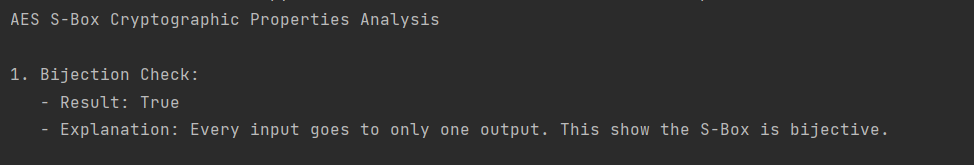 AES S-Box Cryptographic Properties Analysis
1. Bijection Check:
- Result: True
- Explanation: Every input goes to only one output. This show the S-Box is bijective.